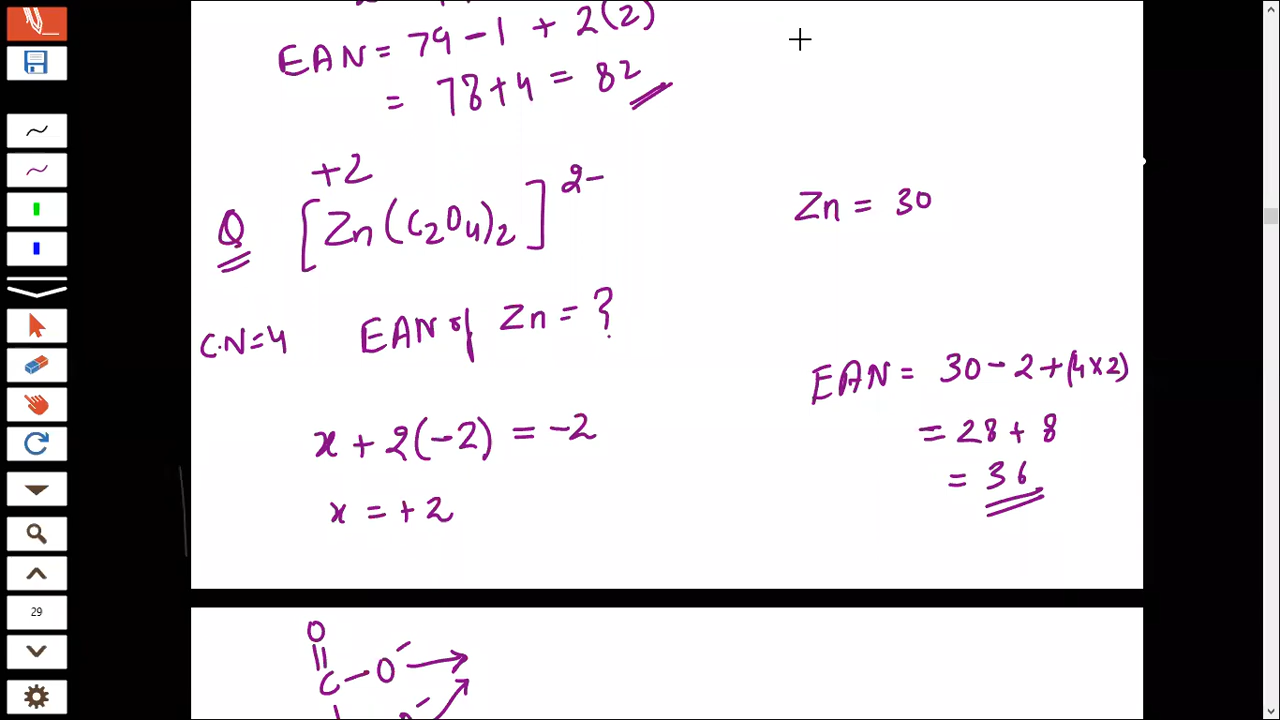 EAN = 79 - 1 + 2(2)
= 78 + 4 = 82
+2
Q [Zn(C2O4)2]2-
Zn = 30
C.N=4 EAN of Zn = ?
EAN = 30 - 2 + (4×2)
x + 2(-2) = -2
= 28 + 8
= 36
x = +2
29
O
C - O-
O-